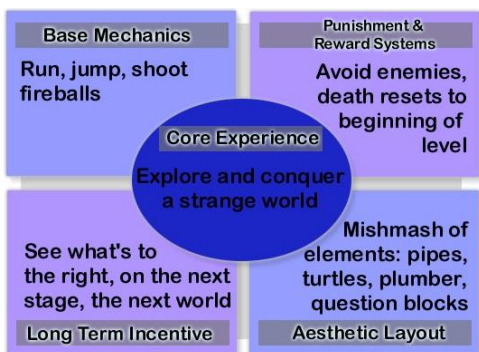 Base Mechanics
Run, jump, shoot
fireballs
Punishment &
Reward Systems
Avoid enemies,
death resets to
beginning of
level
Core Experience
Explore and conquer
a strange world
See what's to
the right, on the next
stage, the next world
Long Term Incentive
Mishmash of
elements: pipes,
turtles, plumber,
question blocks
Aesthetic Layout